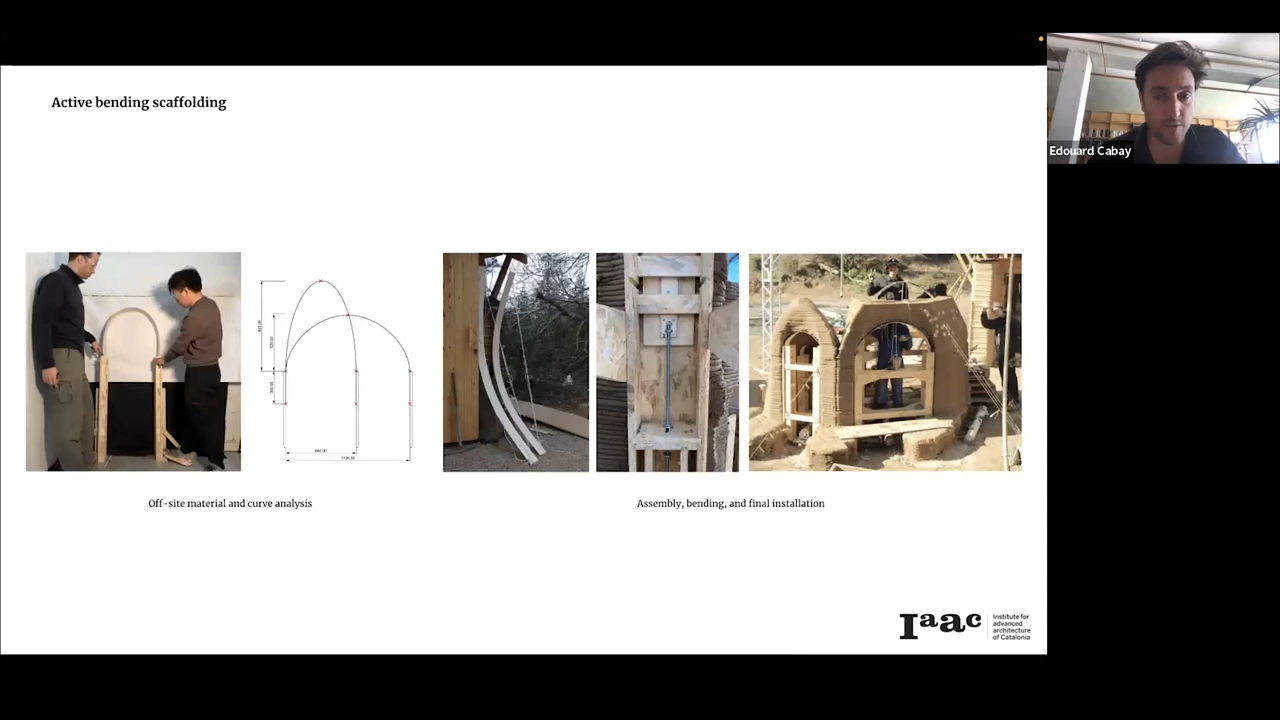 Active bending scaffolding
Edouard Cabay
Off-site material and curve analysis
Assembly, bending, and final installation
Iaac
Institute for
advanced
architecture
of Catalonia